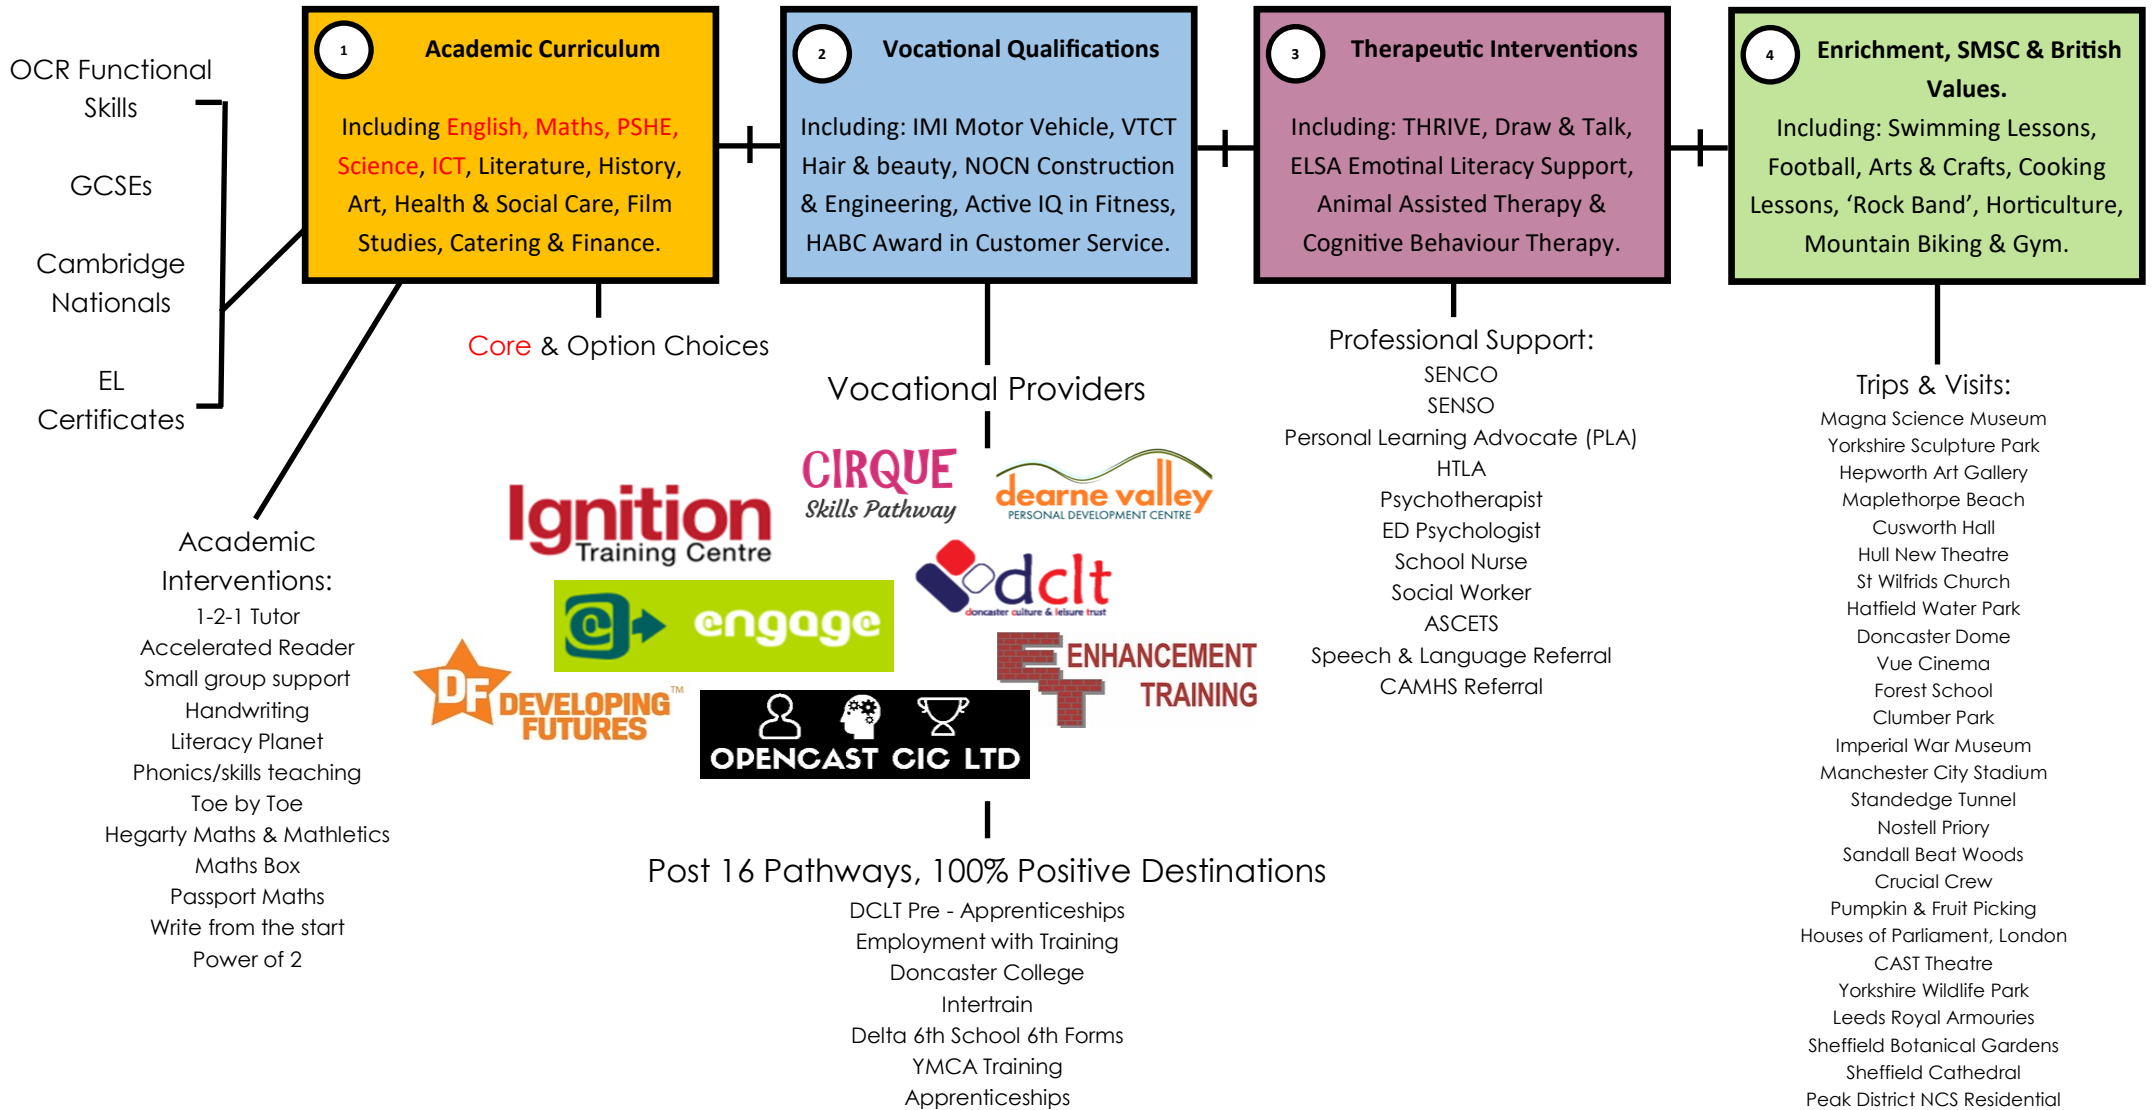 OCR Functional
Skills
GCSEs
Cambridge
Nationals
EL
Certificates
1
Academic Curriculum
Including English, Maths, PSHE,
Science, ICT, Literature, History,
Art, Health & Social Care, Film
Studies, Catering & Finance.
Core & Option Choices
Academic
Interventions:
1-2-1 Tutor
Accelerated Reader
Small group support
Handwriting
Literacy Planet
Phonics/skills teaching
Toe by Toe
Hegarty Maths & Mathletics
Maths Box
Passport Maths
Write from the start
Power of 2
2
Vocational Qualifications
Including: IMI Motor Vehicle, VTCT
Hair & beauty, NOCN Construction
& Engineering, Active IQ in Fitness,
HABC Award in Customer Service.
Vocational Providers
CIRQUE
Skills Pathway
dearne valley
PERSONAL DEVELOPMENT CENTRE
Ignition
Training Centre
dclt
doncaster culture & leisure trust
@ engage
DF DEVELOPING
FUTURES™
ET ENHANCEMENT
TRAINING
OPENCAST CIC LTD
Post 16 Pathways, 100% Positive Destinations
DCLT Pre - Apprenticeships
Employment with Training
Doncaster College
Intertrain
Delta 6th School 6th Forms
YMCA Training
Apprenticeships
3
Therapeutic Interventions
Including: THRIVE, Draw & Talk,
ELSA Emotinal Literacy Support,
Animal Assisted Therapy &
Cognitive Behaviour Therapy.
Professional Support:
SENCO
SENSO
Personal Learning Advocate (PLA)
HTLA
Psychotherapist
ED Psychologist
School Nurse
Social Worker
ASCETS
Speech & Language Referral
CAMHS Referral
4
Enrichment, SMSC & British
Values.
Including: Swimming Lessons,
Football, Arts & Crafts, Cooking
Lessons, ‘Rock Band’, Horticulture,
Mountain Biking & Gym.
Trips & Visits:
Magna Science Museum
Yorkshire Sculpture Park
Hepworth Art Gallery
Maplethorpe Beach
Cusworth Hall
Hull New Theatre
St Wilfrids Church
Hatfield Water Park
Doncaster Dome
Vue Cinema
Forest School
Clumber Park
Imperial War Museum
Manchester City Stadium
Standedge Tunnel
Nostell Priory
Sandall Beat Woods
Crucial Crew
Pumpkin & Fruit Picking
Houses of Parliament, London
CAST Theatre
Yorkshire Wildlife Park
Leeds Royal Armouries
Sheffield Botanical Gardens
Sheffield Cathedral
Peak District NCS Residential